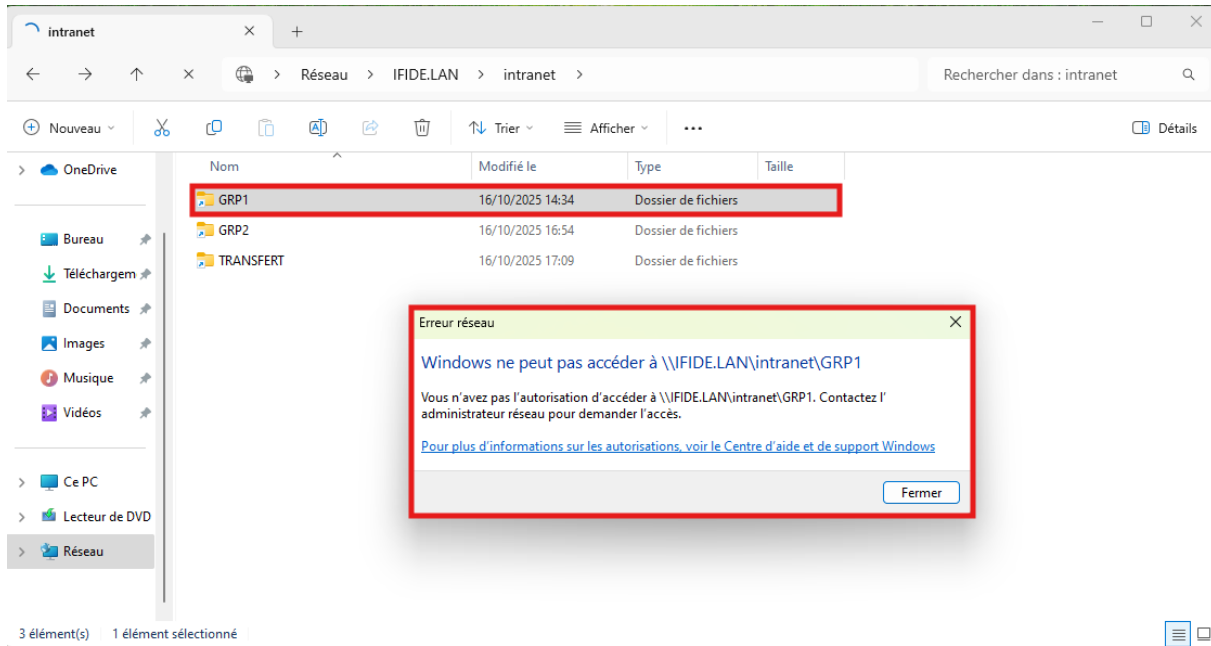 intranet
Réseau > IFIDE.LAN > intranet >
Rechercher dans : intranet
Nouveau
Trier
Afficher
Détails
OneDrive
Bureau
Téléchargem
Documents
Images
Musique
Vidéos
Ce PC
Lecteur de DVD
Réseau
Nom Modifié le Type Taille
GRP1 16/10/2025 14:34 Dossier de fichiers
GRP2 16/10/2025 16:54 Dossier de fichiers
TRANSFERT 16/10/2025 17:09 Dossier de fichiers
Erreur réseau
Windows ne peut pas accéder à \\IFIDE.LAN\intranet\GRP1
Vous n'avez pas l'autorisation d'accéder à \\IFIDE.LAN\intranet\GRP1. Contactez l'
administrateur réseau pour demander l'accès.
Pour plus d'informations sur les autorisations, voir le Centre d'aide et de support Windows
Fermer
3 élément(s) 1 élément sélectionné